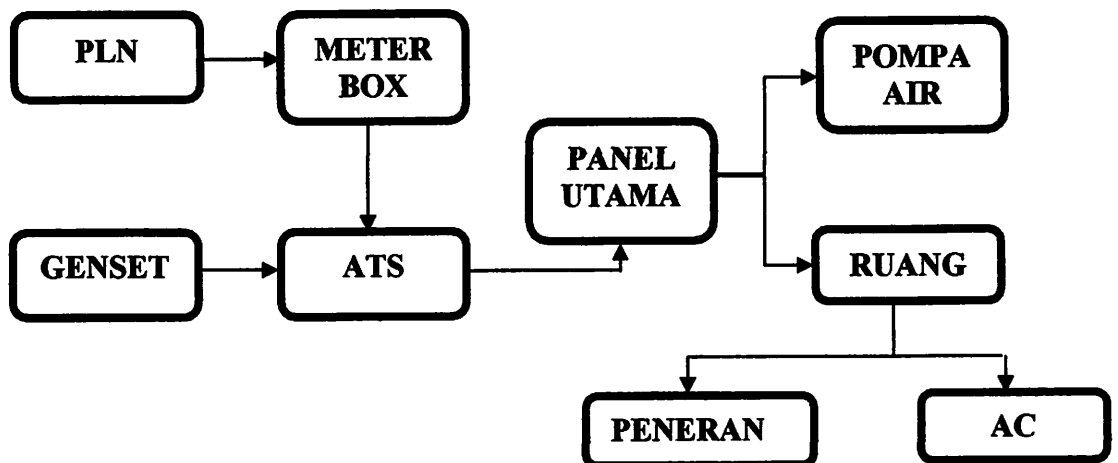 PLN
METER
BOX
POMPA
AIR
PANEL
UTAMA
GENSET
ATS
RUANG
PENERAN
AC